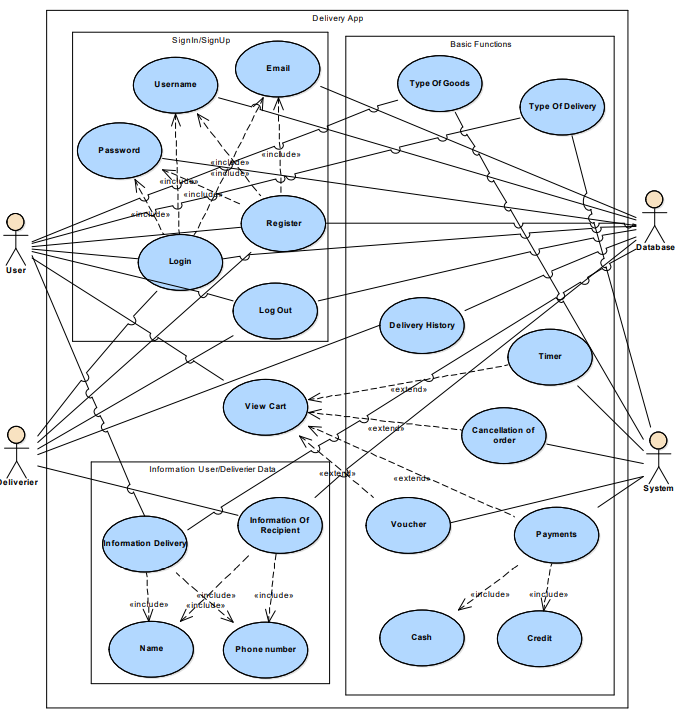 Delivery App
SignIn/SignUp
Basic Functions
Email
Username
Type Of Goods
Type Of Delivery
Password
«include»
«include»
«include»
«include»
«include»
Register
User
Database
Login
Log Out
Delivery History
Timer
«extend»
View Cart
Cancellation of
order
«extend»
Information User/Deliverier Data
«extend»
«extend»
Deliverier
System
Information Of
Recipient
Voucher
Payments
Information Delivery
«include»
«include»
«include»
«include»
Name
Phone number
Cash
Credit